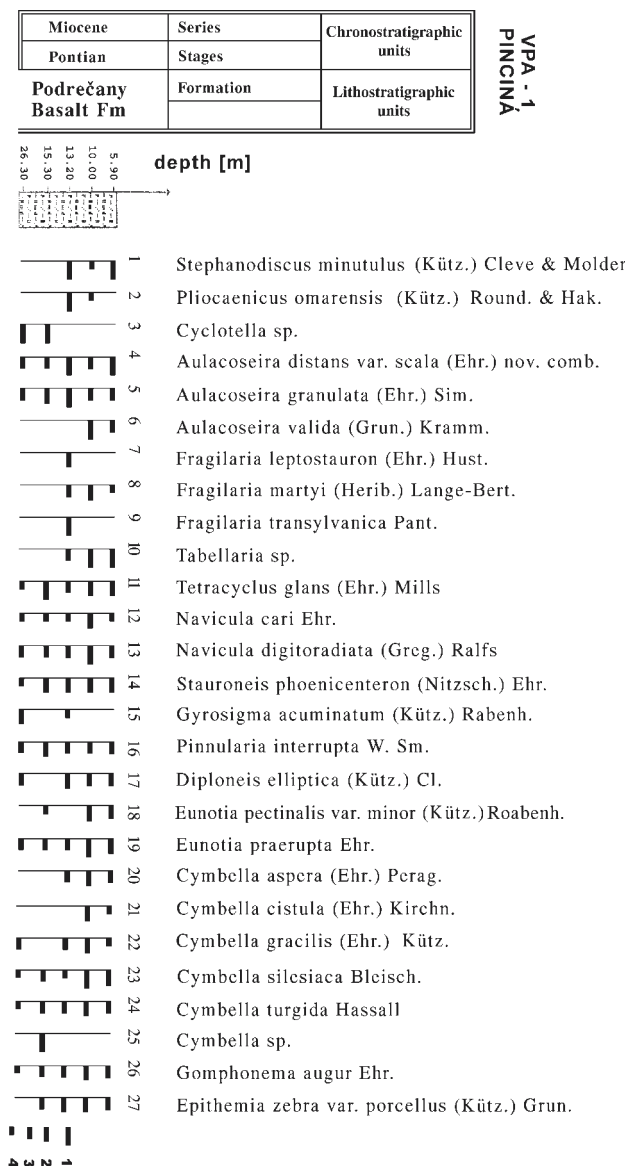 Miocene Series Chronostratigraphic units
Pontian Stages
Podrečany Basalt Fm Formation Lithostratigraphic units
VPA - 1
PINCINÁ
26.30 15.30 13.20 10.00 5.90 depth [m]
1 Stephanodiscus minutulus (Kütz.) Cleve & Molder
2 Pliocaenicus omarensis (Kütz.) Round. & Hak.
3 Cyclotella sp.
4 Aulacoseira distans var. scala (Ehr.) nov. comb.
5 Aulacoseira granulata (Ehr.) Sim.
6 Aulacoseira valida (Grun.) Kramm.
7 Fragilaria leptostauron (Ehr.) Hust.
8 Fragilaria martyi (Herib.) Lange-Bert.
9 Fragilaria transylvanica Pant.
10 Tabellaria sp.
11 Tetracyclus glans (Ehr.) Mills
12 Navicula cari Ehr.
13 Navicula digitoradiata (Greg.) Ralfs
14 Stauroneis phoenicenteron (Nitzsch.) Ehr.
15 Gyrosigma acuminatum (Kütz.) Rabenh.
16 Pinnularia interrupta W. Sm.
17 Diploneis elliptica (Kütz.) Cl.
18 Eunotia pectinalis var. minor (Kütz.)Roabenh.
19 Eunotia praerupta Ehr.
20 Cymbella aspera (Ehr.) Perag.
21 Cymbella cistula (Ehr.) Kirchn.
22 Cymbella gracilis (Ehr.) Kütz.
23 Cymbella silesiaca Bleisch.
24 Cymbella turgida Hassall
25 Cymbella sp.
26 Gomphonema augur Ehr.
27 Epithemia zebra var. porcellus (Kütz.) Grun.
4 3 2 1